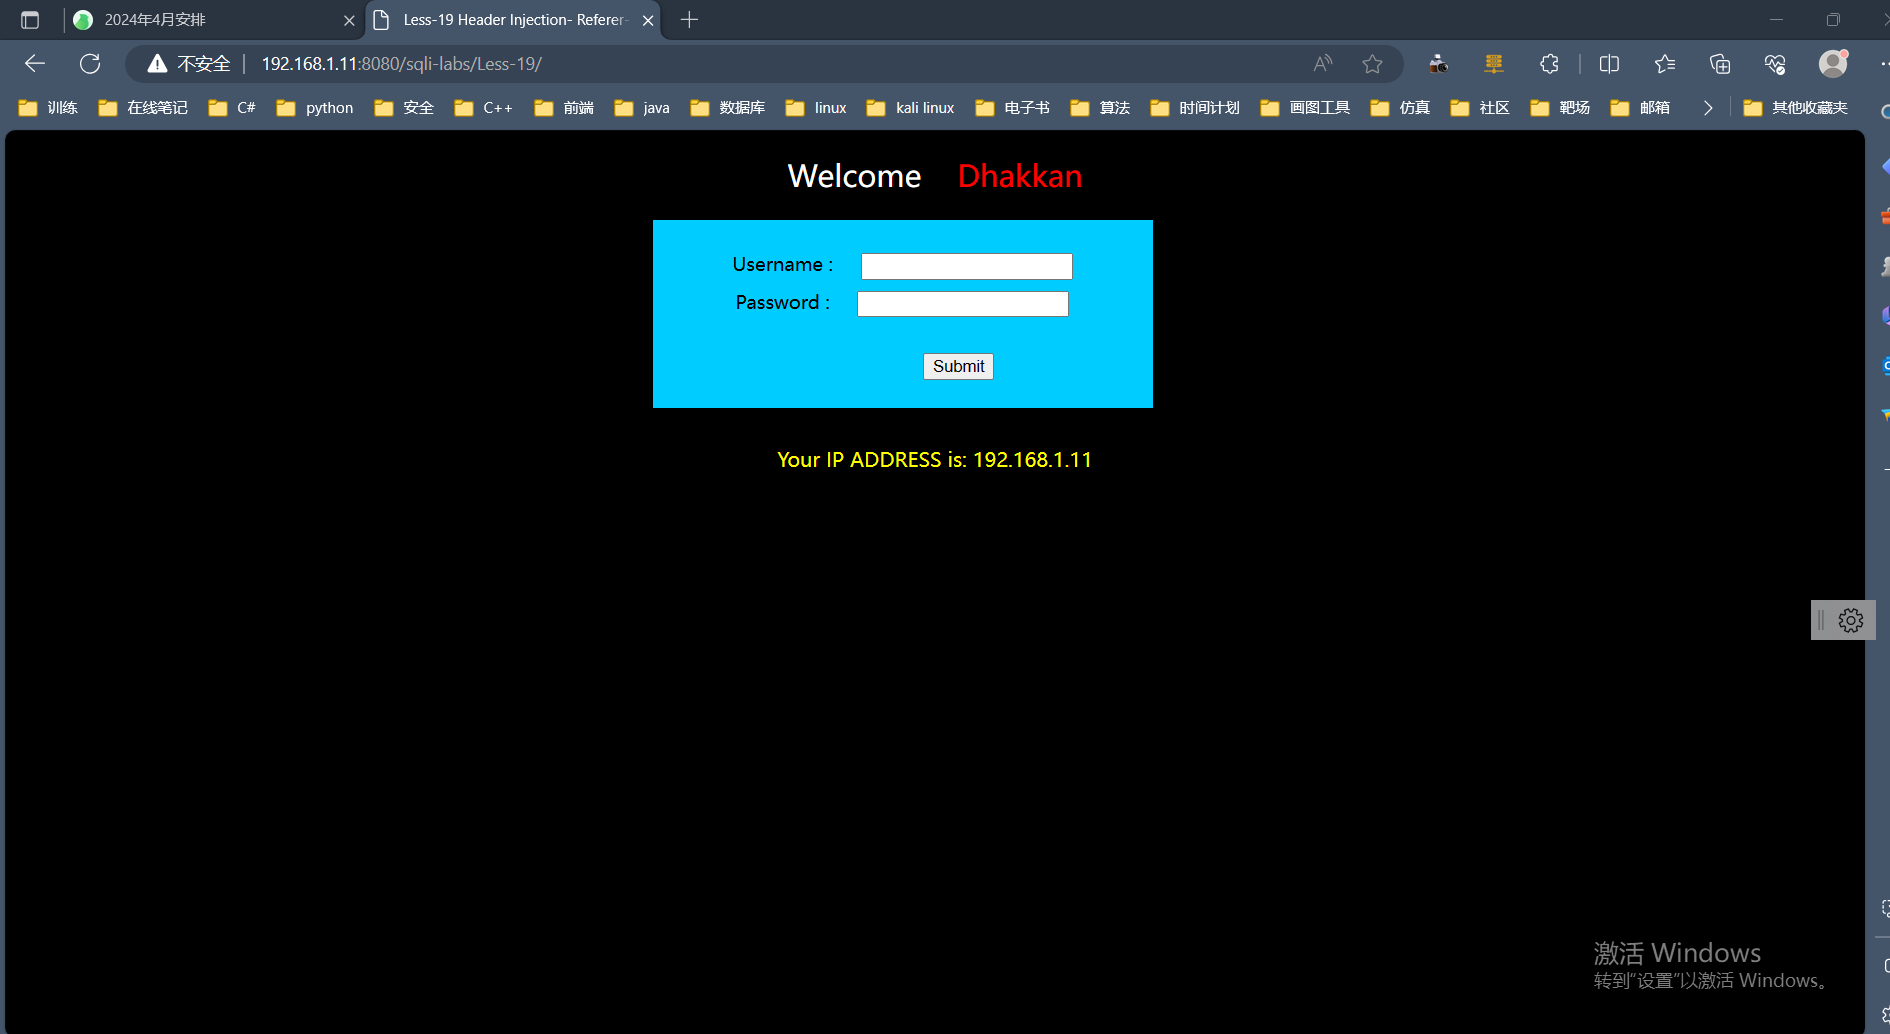 2024年4月安排
Less-19 Header Injection- Referer-
不安全 192.168.1.11:8080/sqli-labs/Less-19/
训练 在线笔记 C# python 安全 C++ 前端 java 数据库 linux kali linux 电子书 算法 时间计划 画图工具 仿真 社区 靶场 邮箱 其他收藏夹
Welcome Dhakkan
Username :
Password :
Submit
Your IP ADDRESS is: 192.168.1.11
激活 Windows
转到“设置”以激活 Windows。